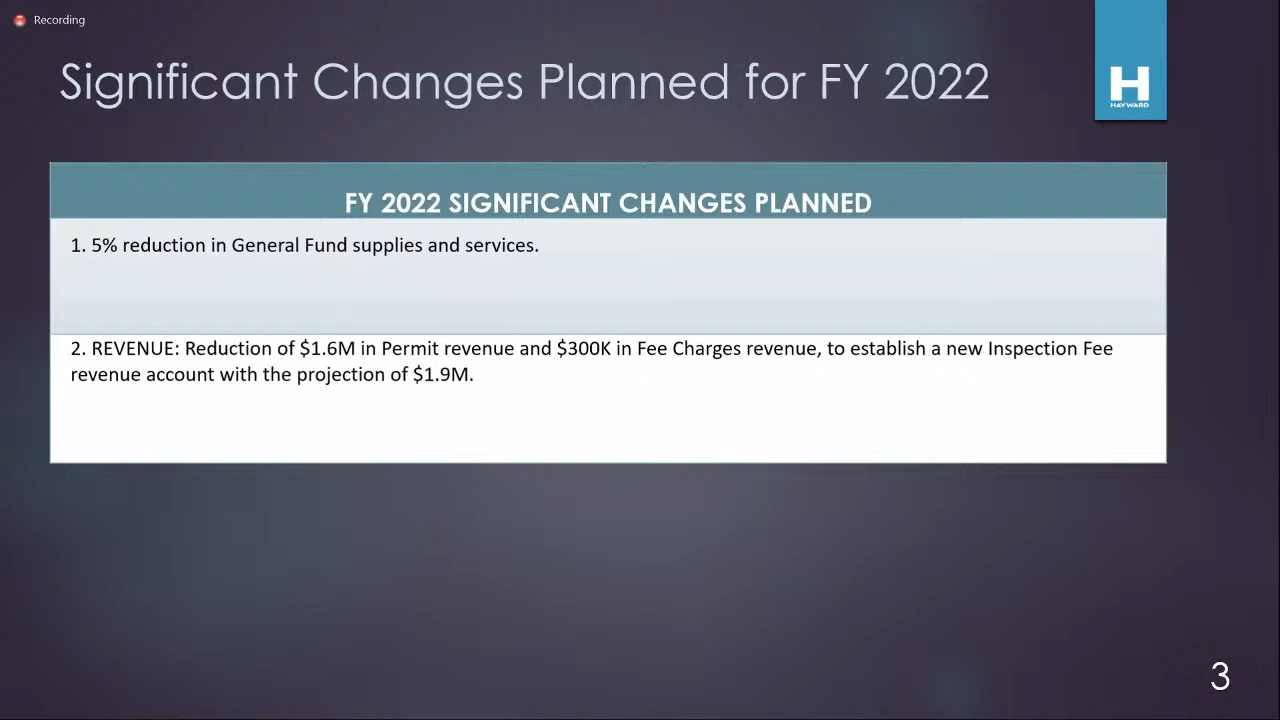 Recording
Significant Changes Planned for FY 2022
H
HAYWARD
FY 2022 SIGNIFICANT CHANGES PLANNED
1. 5% reduction in General Fund supplies and services.
2. REVENUE: Reduction of $1.6M in Permit revenue and $300K in Fee Charges revenue, to establish a new Inspection Fee
revenue account with the projection of $1.9M.
3